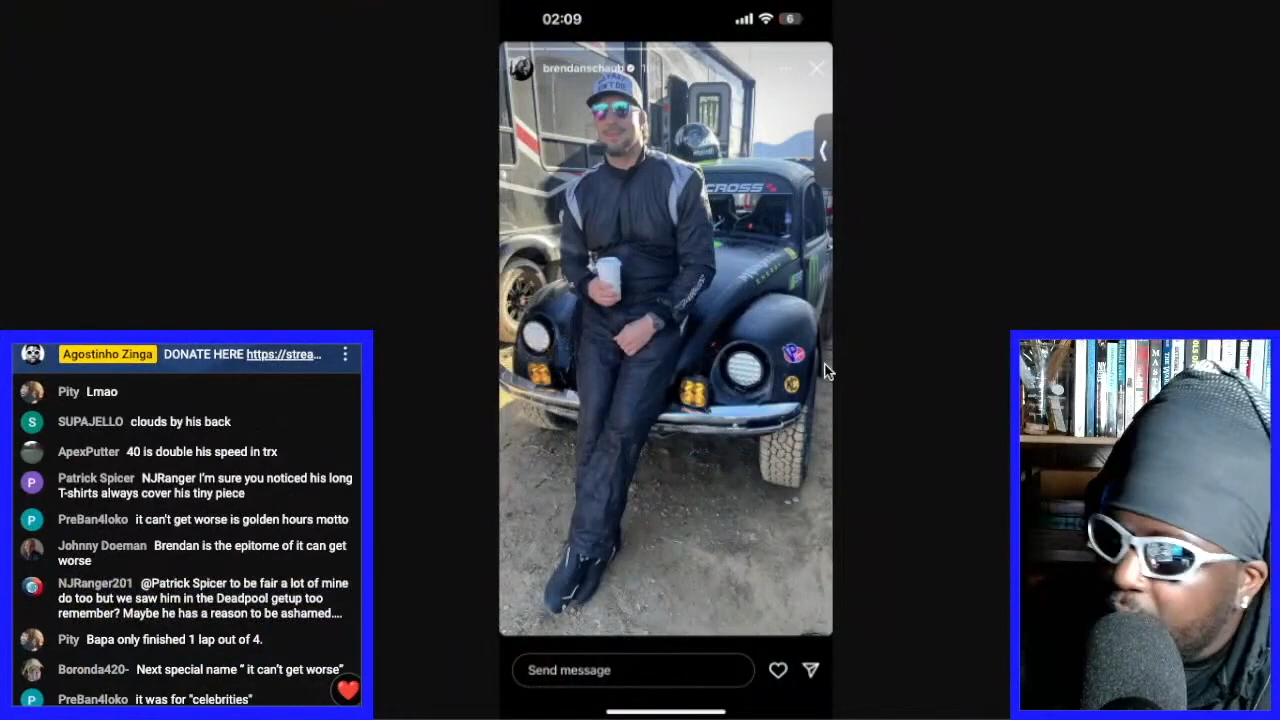 02:09
6
brendanschaub
AIN'T DIE
CROSS
Agostinho Zinga DONATE HERE https://strea...
Pity Lmao
S SUPAJELLO clouds by his back
ApexPutter 40 is double his speed in trx
P Patrick Spicer NJRanger I'm sure you noticed his long
T-shirts always cover his tiny piece
P PreBan4loko it can't get worse is golden hours motto
Johnny Doeman Brendan is the epitome of it can get
worse
NJRanger201 @Patrick Spicer to be fair a lot of mine
do too but we saw him in the Deadpool getup too
remember? Maybe he has a reason to be ashamed....
Pity Bapa only finished 1 lap out of 4.
Boronda420- Next special name " it can't get worse"
P PreBan4loko it was for "celebrities"
Send message